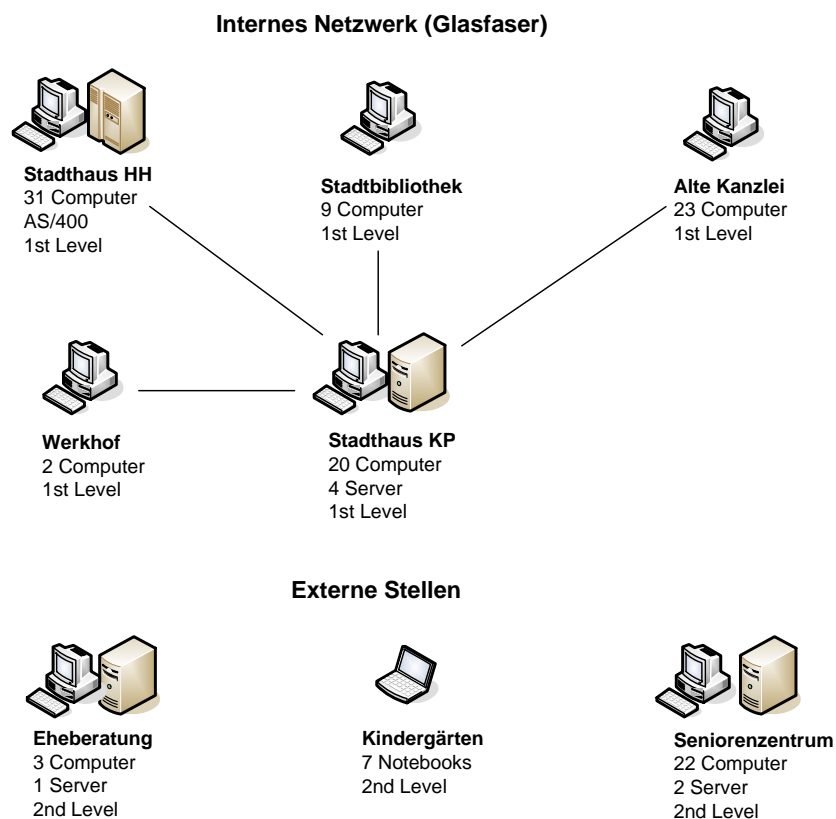 Internes Netzwerk (Glasfaser)
Stadthaus HH
31 Computer
AS/400
1st Level
Stadtbibliothek
9 Computer
1st Level
Alte Kanzlei
23 Computer
1st Level
Werkhof
2 Computer
1st Level
Stadthaus KP
20 Computer
4 Server
1st Level
Externe Stellen
Eheberatung
3 Computer
1 Server
2nd Level
Kindergärten
7 Notebooks
2nd Level
Seniorenzentrum
22 Computer
2 Server
2nd Level